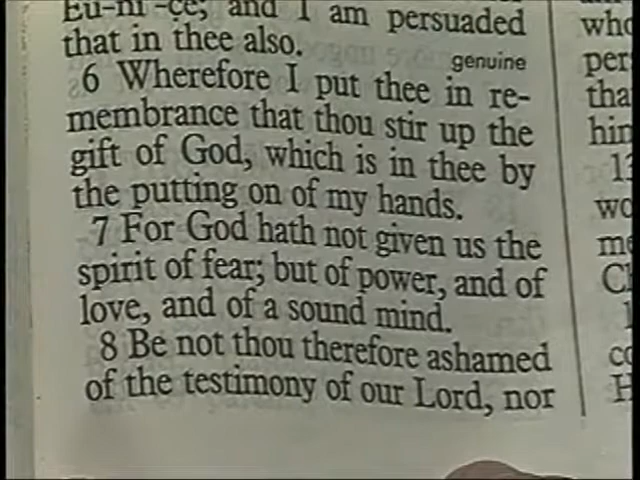 Eu-ni-ce; and I am persuaded
that in thee also.
genuine
6 Wherefore I put thee in re-
membrance that thou stir up the
gift of God, which is in thee by
the putting on of my hands.
7 For God hath not given us the
spirit of fear; but of power, and of
love, and of a sound mind.
8 Be not thou therefore ashamed
of the testimony of our Lord, nor